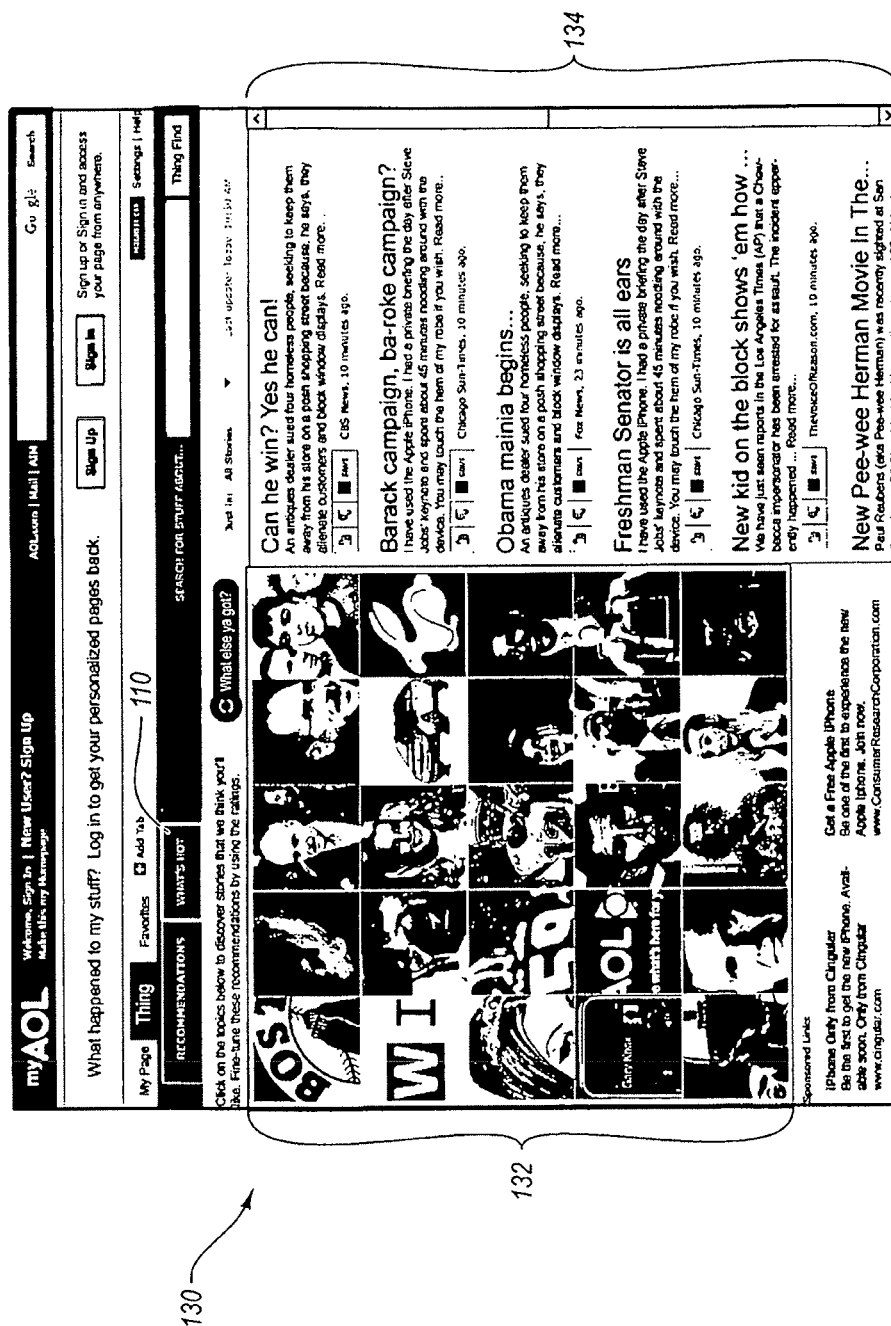 myAOL
Welcome, Sign In | New User? Sign Up
Make this my Homepage
AOL.com | Mail | AIM
Search
What happened to my stuff? Log in to get your personalized pages back.
Sign Up
Sign In
Sign up or Sign in and access
your page from anywhere.
My Page
Thing
Favorites
Add Tab
Settings | Help
110
RECOMMENDATIONS
WHAT'S HOT
SEARCH FOR STUFF ABOUT...
Thing Find
Click on the topics below to discover stories that we think you'll
like. Fine-tune these recommendations by using the ratings.
What else ya got?
Just In: All Stories
130
132
134
BOS
W I
AOL
Can he win? Yes he can!
An antiques dealer sued four homeless people, seeking to keep them
away from his store on a posh shopping street because, he says, they
alienate customers and block window displays. Read more...
CBS News, 10 minutes ago.
Barack campaign, ba-roke campaign?
I have used the Apple iPhone. I had a private briefing the day after Steve
Jobs' keynote and spent about 45 minutes noodling around with the
device. You may touch the hem of my robe if you wish. Read more...
Chicago Sun-Times, 10 minutes ago.
Obama mainia begins...
An antiques dealer sued four homeless people, seeking to keep them
away from his store on a posh shopping street because, he says, they
alienate customers and block window displays. Read more...
Fox News, 23 minutes ago.
Freshman Senator is all ears
I have used the Apple iPhone. I had a private briefing the day after Steve
Jobs' keynote and spent about 45 minutes noodling around with the
device. You may touch the hem of my robe if you wish. Read more...
Chicago Sun-Times, 10 minutes ago.
New kid on the block shows 'em how ...
We have just seen reports in the Los Angeles Times (AP) that a Chew-
bacca impersonator has been arrested for assault. The incident apper-
ently happened ... Read more...
TheVoiceOfReason.com, 10 minutes ago.
New Pee-wee Herman Movie In The...
Paul Reubens (aka Pee-wee Herman) was recently sighted at San
Sponsored Links
iPhone Only from Cingular
Be the first to get the new iPhone. Avail-
able soon. Only from Cingular
www.cingular.com
Get a Free Apple iPhone
Be one of the first to experience the new
Apple iphone. Join now.
www.ConsumerResearchCorporation.com